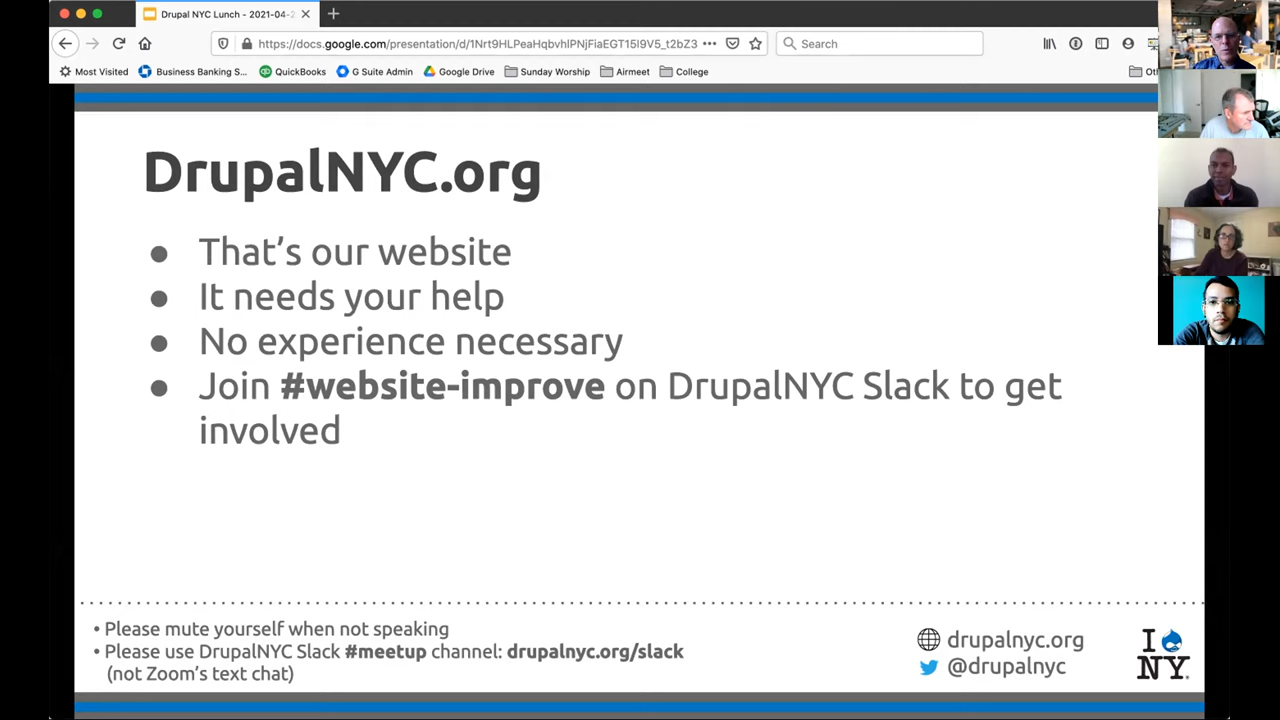 Drupal NYC Lunch - 2021-04-2
https://docs.google.com/presentation/d/1Nrt9HLPeaHqbvhIPNjFiaEGT15I9V5_t2bZ3
Search
Most Visited
Business Banking S...
QuickBooks
G Suite Admin
Google Drive
Sunday Worship
Airmeet
College
Ot
DrupalNYC.org
● That's our website
● It needs your help
● No experience necessary
● Join #website-improve on DrupalNYC Slack to get
involved
• Please mute yourself when not speaking
• Please use DrupalNYC Slack #meetup channel: drupalnyc.org/slack
(not Zoom's text chat)
drupalnyc.org
@drupalnyc
I
NY